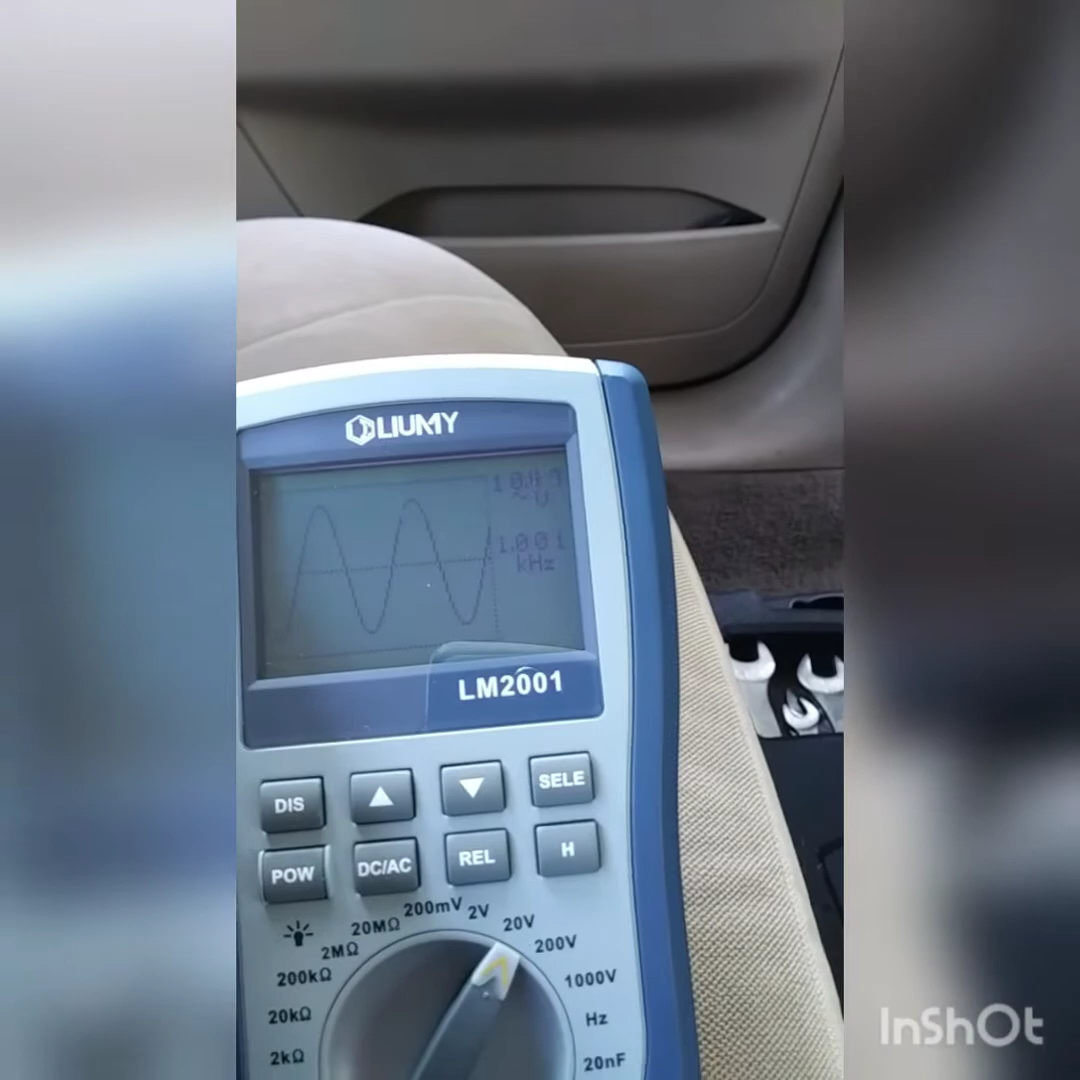 LIUMY
~V
1.001
kHz
LM2001
DIS ▲ ▼ SELE
POW DC/AC REL H
20MΩ 200mV 2V 20V
2MΩ 200V
200kΩ 1000V
20kΩ Hz
2kΩ 20nF
InShOt